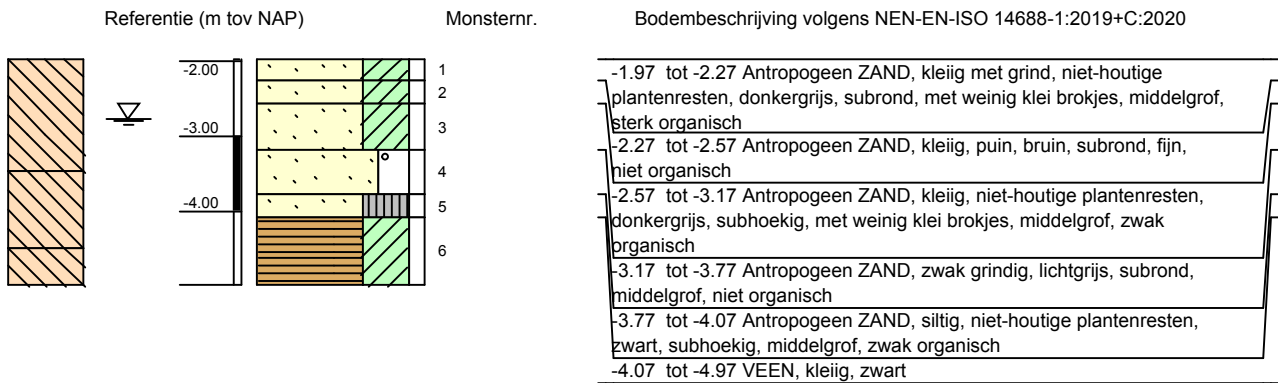 Referentie (m tov NAP)
Monsternr.
Bodembeschrijving volgens NEN-EN-ISO 14688-1:2019+C:2020
-2.00
-3.00
-4.00
1
2
3
4
5
6
-1.97 tot -2.27 Antropogeen ZAND, kleiig met grind, niet-houtige
plantenresten, donkergrijs, subrond, met weinig klei brokjes, middelgrof,
sterk organisch
-2.27 tot -2.57 Antropogeen ZAND, kleiig, puin, bruin, subrond, fijn,
niet organisch
-2.57 tot -3.17 Antropogeen ZAND, kleiig, niet-houtige plantenresten,
donkergrijs, subhoekig, met weinig klei brokjes, middelgrof, zwak
organisch
-3.17 tot -3.77 Antropogeen ZAND, zwak grindig, lichtgrijs, subrond,
middelgrof, niet organisch
-3.77 tot -4.07 Antropogeen ZAND, siltig, niet-houtige plantenresten,
zwart, subhoekig, middelgrof, zwak organisch
-4.07 tot -4.97 VEEN, kleiig, zwart